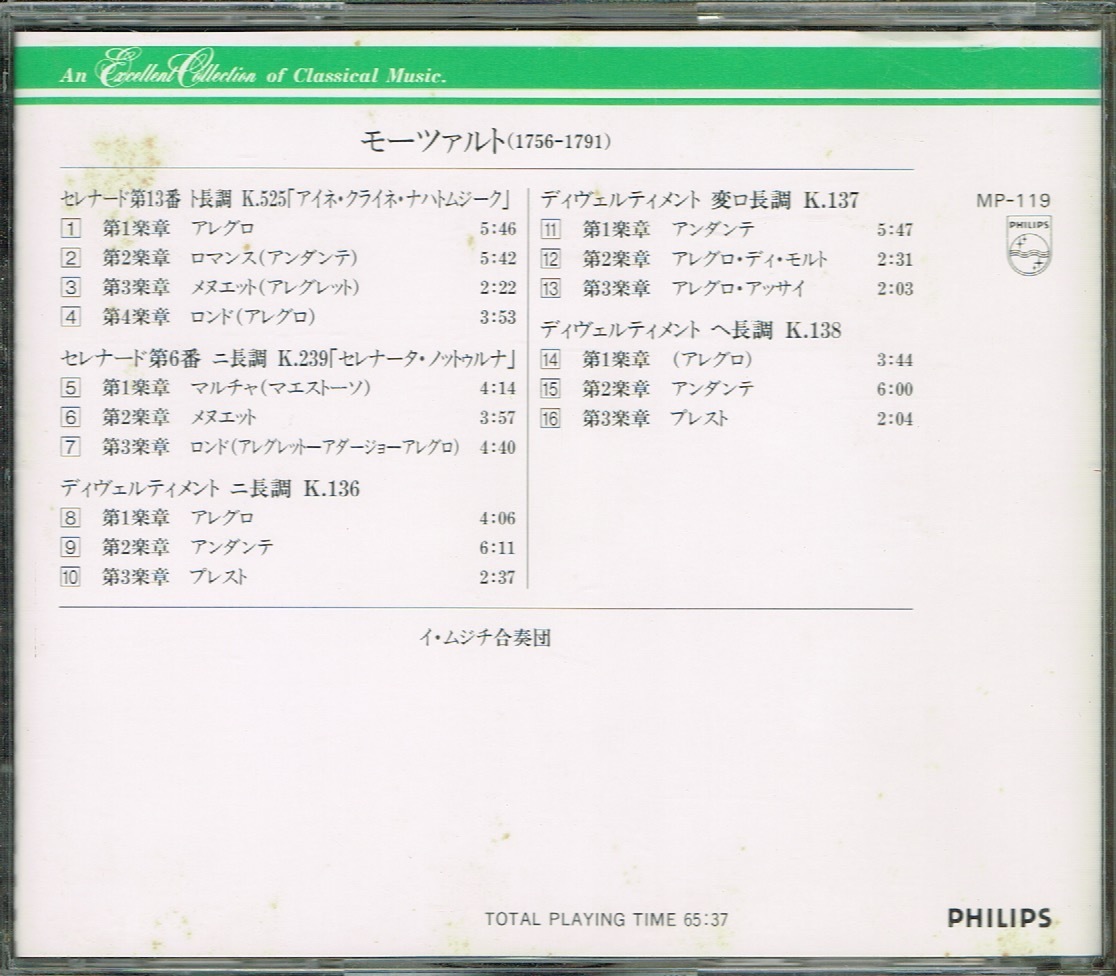 An Excellent Collection of Classical Music.
モーツァルト(1756-1791)
セレナード第13番 ト長調 K.525「アイネ・クライネ・ナハトムジーク」
1 第1楽章 アレグロ 5:46
2 第2楽章 ロマンス(アンダンテ) 5:42
3 第3楽章 メヌエット(アレグレット) 2:22
4 第4楽章 ロンド(アレグロ) 3:53
セレナード第6番 ニ長調 K.239「セレナータ・ノットゥルナ」
5 第1楽章 マルチャ(マエストーソ) 4:14
6 第2楽章 メヌエット 3:57
7 第3楽章 ロンド(アレグレットーアダージョーアレグロ) 4:40
ディヴェルティメント ニ長調 K.136
8 第1楽章 アレグロ 4:06
9 第2楽章 アンダンテ 6:11
10 第3楽章 プレスト 2:37
ディヴェルティメント 変ロ長調 K.137
11 第1楽章 アンダンテ 5:47
12 第2楽章 アレグロ・ディ・モルト 2:31
13 第3楽章 アレグロ・アッサイ 2:03
ディヴェルティメント ヘ長調 K.138
14 第1楽章 (アレグロ) 3:44
15 第2楽章 アンダンテ 6:00
16 第3楽章 プレスト 2:04
MP-119
PHILIPS
イ・ムジチ合奏団
TOTAL PLAYING TIME 65:37
PHILIPS